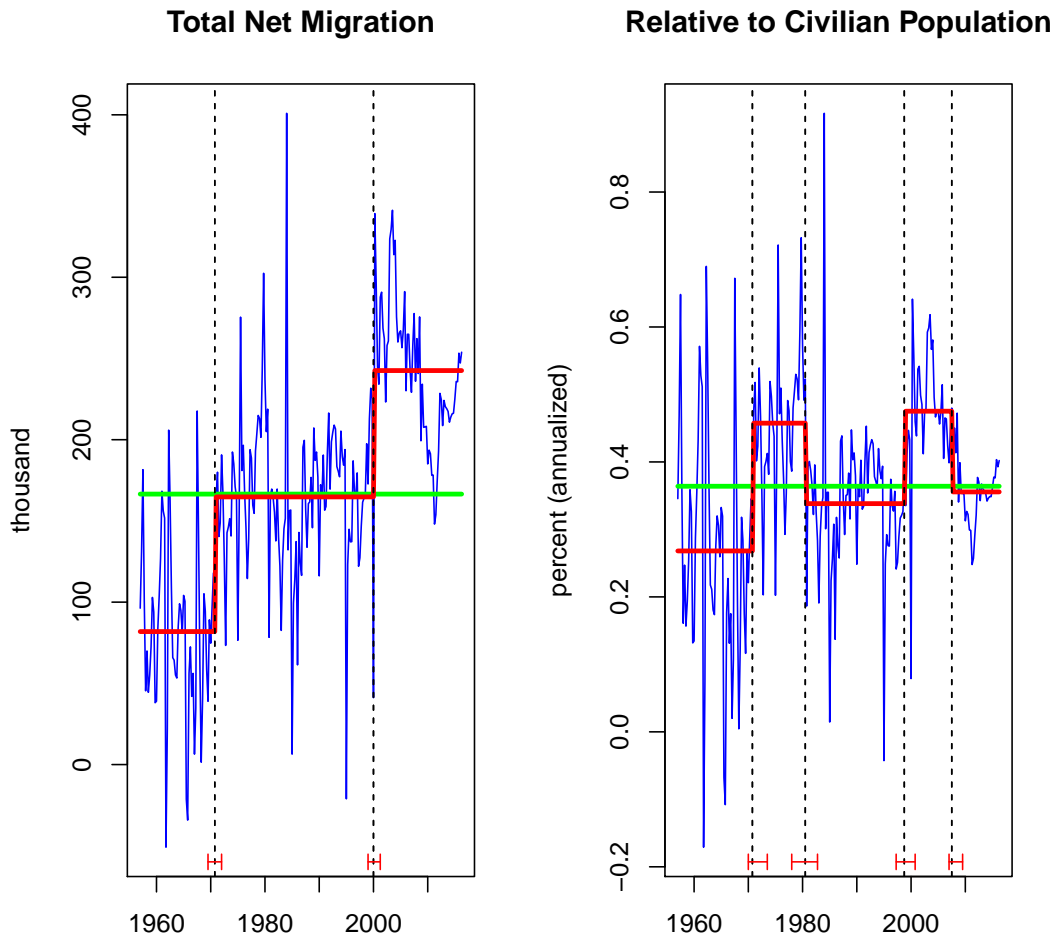 Total Net Migration
thousand
400
300
200
100
0
1960 1980 2000
Relative to Civilian Population
percent (annualized)
0.8
0.6
0.4
0.2
0.0
−0.2
1960 1980 2000